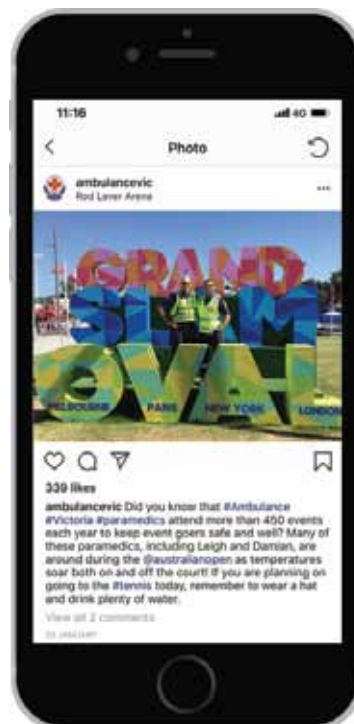 11:16
4G
Photo
ambulancevic
Rod Laver Arena
GRAND
SLAM
OVAL
MELBOURNE PARIS NEW YORK LONDON
339 likes
ambulancevic Did you know that #Ambulance
#Victoria #paramedics attend more than 450 events
each year to keep event goers safe and well? Many of
these paramedics, including Leigh and Damian, are
around during the @australianopen as temperatures
soar both on and off the court! If you are planning on
going to the #tennis today, remember to wear a hat
and drink plenty of water.
View all 2 comments
JANUARY